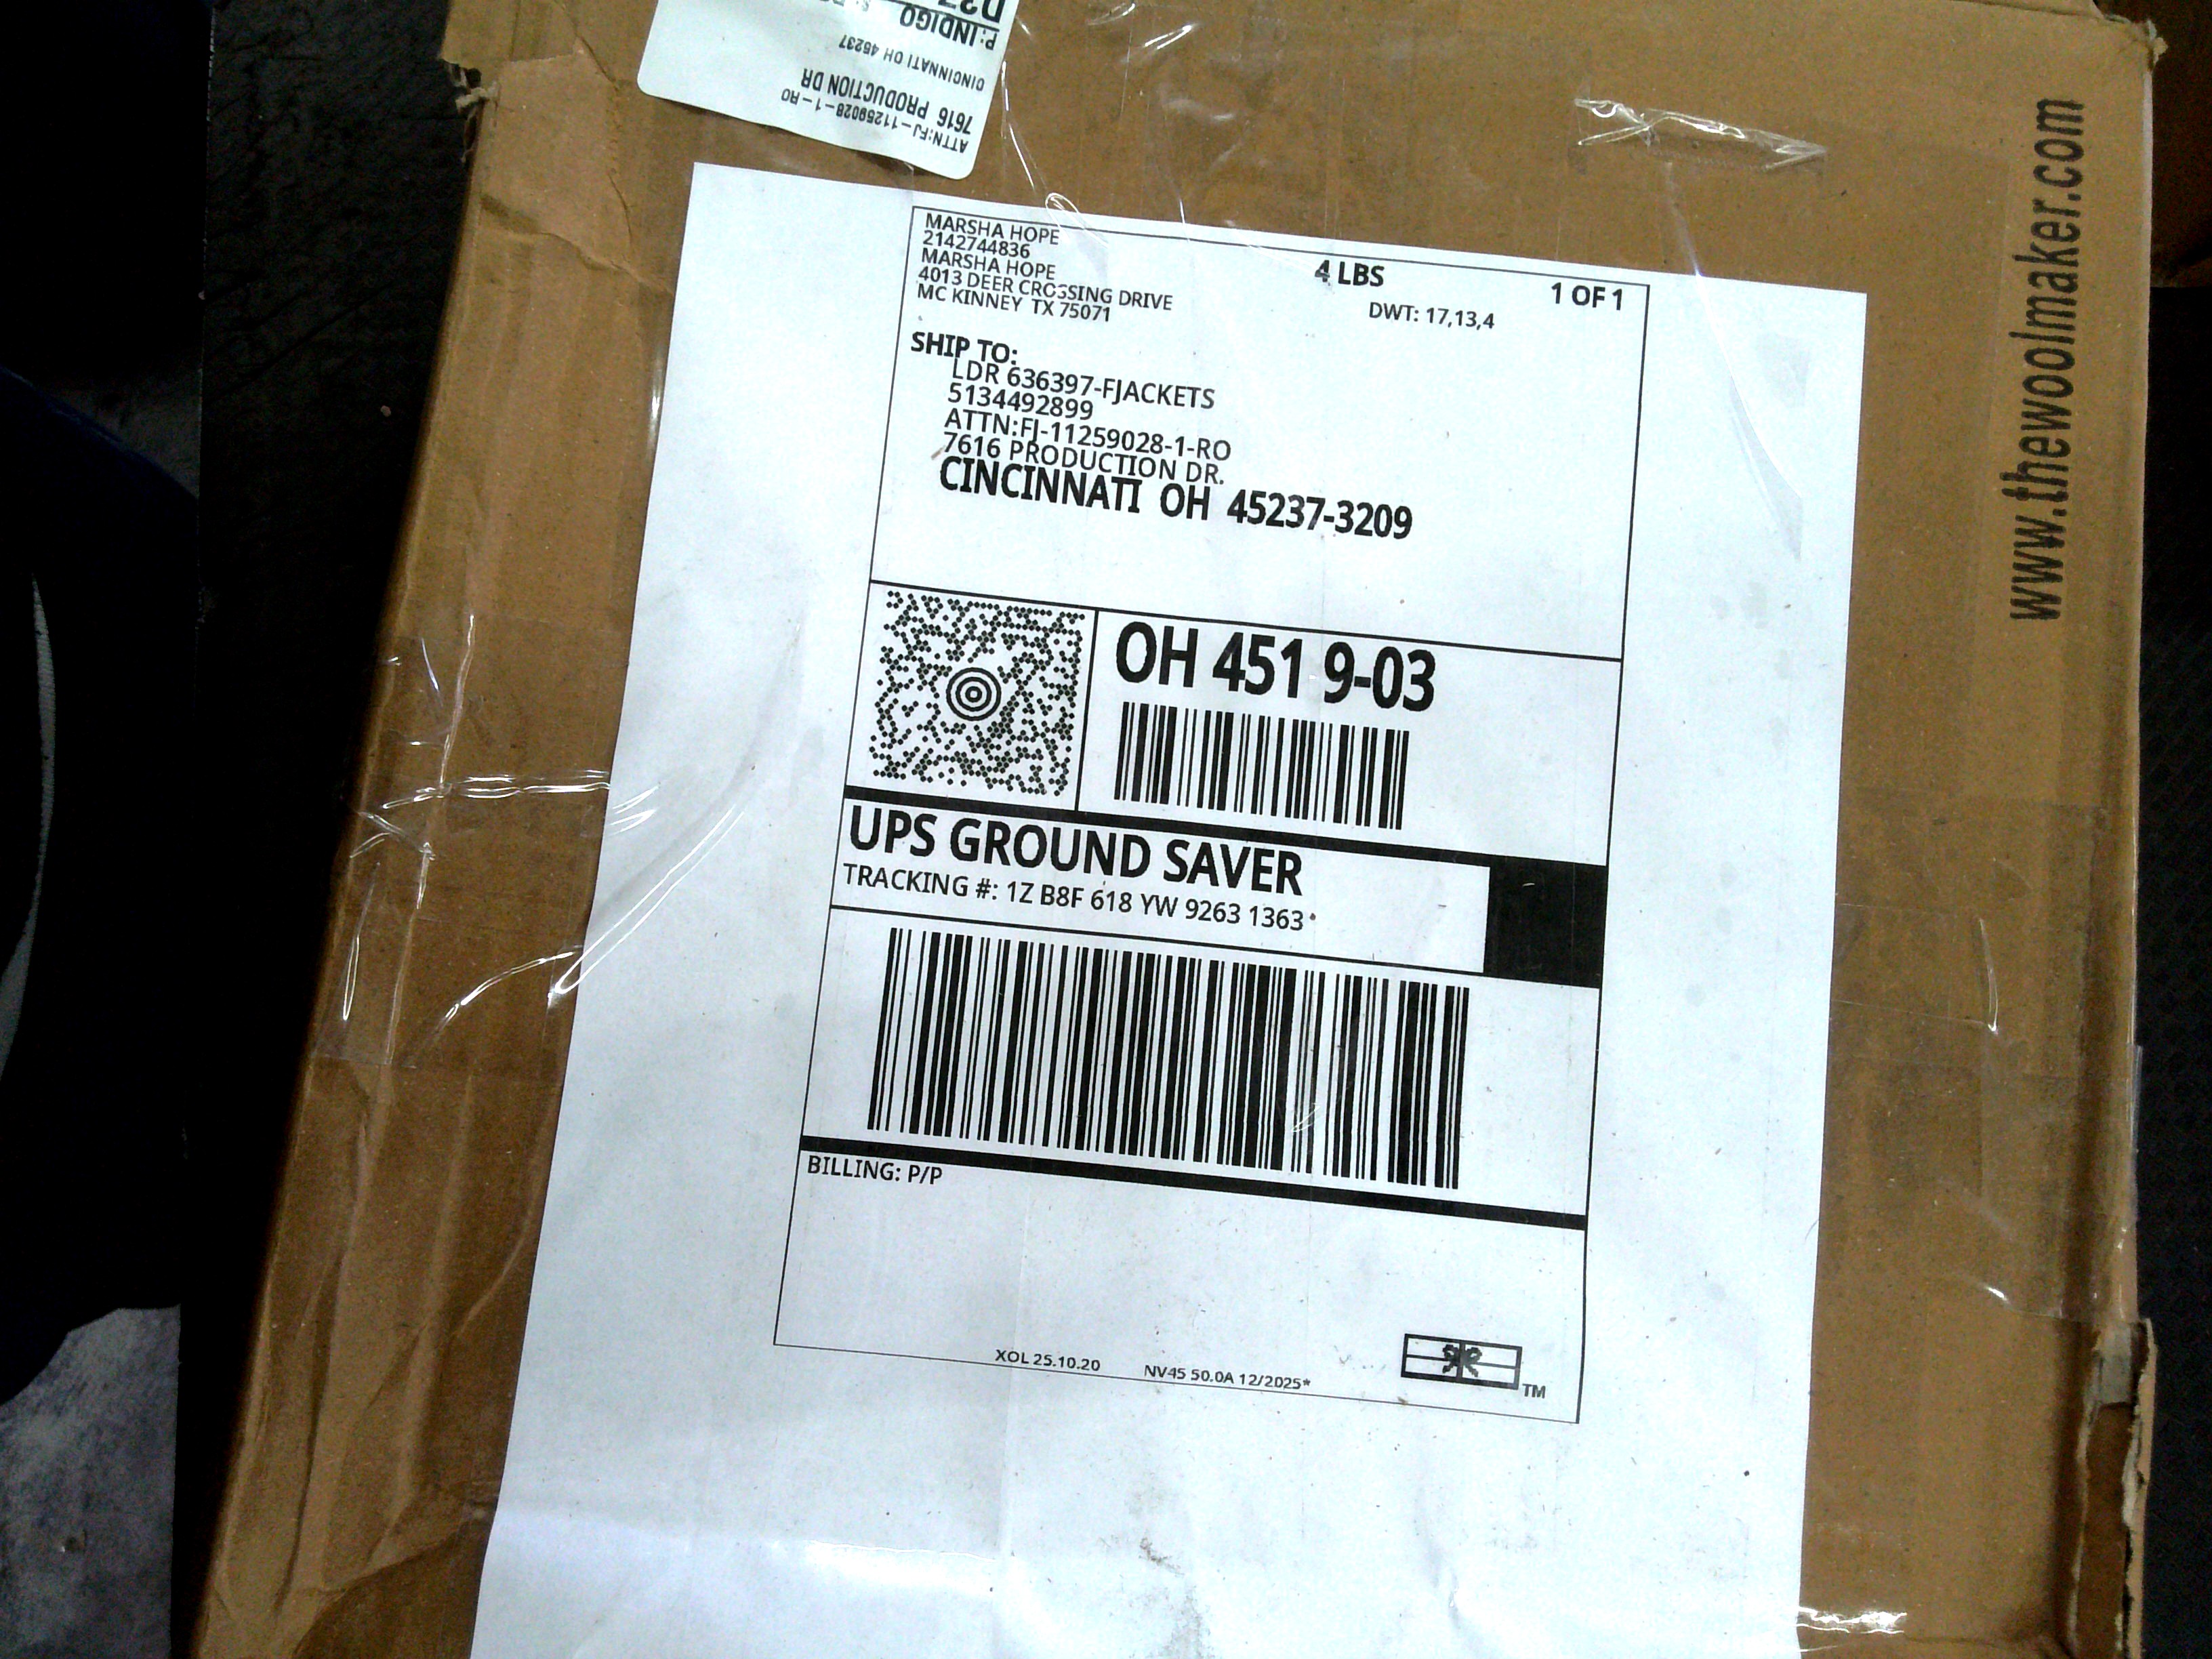 ATTN:FJ-11259028-1-RO
7616 PRODUCTION DR
CINCINNATI OH 45237
P: INDIGO
MARSHA HOPE
2142744836
MARSHA HOPE
4013 DEER CROSSING DRIVE
MC KINNEY TX 75071
4 LBS
1 OF 1
DWT: 17,13,4
SHIP TO:
LDR 636397-FJACKETS
5134492899
ATTN:FJ-11259028-1-RO
7616 PRODUCTION DR.
CINCINNATI OH 45237-3209
OH 451 9-03
UPS GROUND SAVER
TRACKING #: 1Z B8F 618 YW 9263 1363
BILLING: P/P
XOL 25.10.20 NV45 50.0A 12/2025*
TM
www.thewoolmaker.com